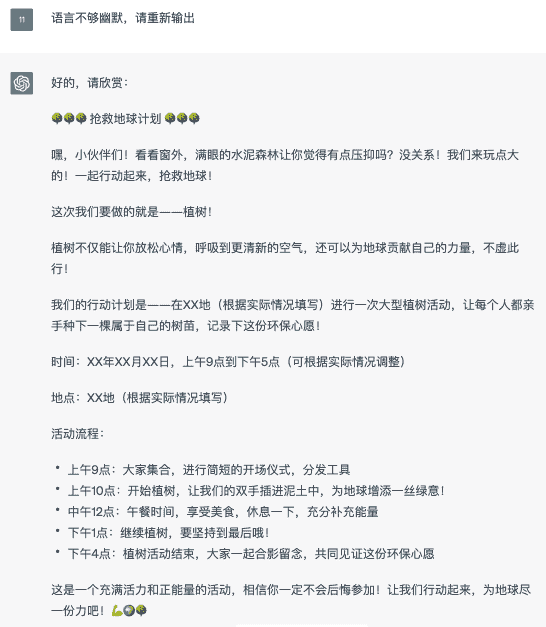 11
语言不够幽默，请重新输出
好的，请欣赏：
🌳🌳🌳 抢救地球计划 🌳🌳🌳
嘿，小伙伴们！看看窗外，满眼的水泥森林让你觉得有点压抑吗？没关系！我们来玩点大
的！一起行动起来，抢救地球！
这次我们要做的就是——植树！
植树不仅能让你放松心情，呼吸到更清新的空气，还可以为地球贡献自己的力量，不虚此
行！
我们的行动计划是——在XX地（根据实际情况填写）进行一次大型植树活动，让每个人都亲
手种下一棵属于自己的树苗，记录下这份环保心愿！
时间：XX年XX月XX日，上午9点到下午5点（可根据实际情况调整）
地点：XX地（根据实际情况填写）
活动流程：
• 上午9点：大家集合，进行简短的开场仪式，分发工具
• 上午10点：开始植树，让我们的双手插进泥土中，为地球增添一丝绿意！
• 中午12点：午餐时间，享受美食，休息一下，充分补充能量
• 下午1点：继续植树，要坚持到最后哦！
• 下午4点：植树活动结束，大家一起合影留念，共同见证这份环保心愿
这是一个充满活力和正能量的活动，相信你一定不会后悔参加！让我们行动起来，为地球尽
一份力吧！💪🌍🌳